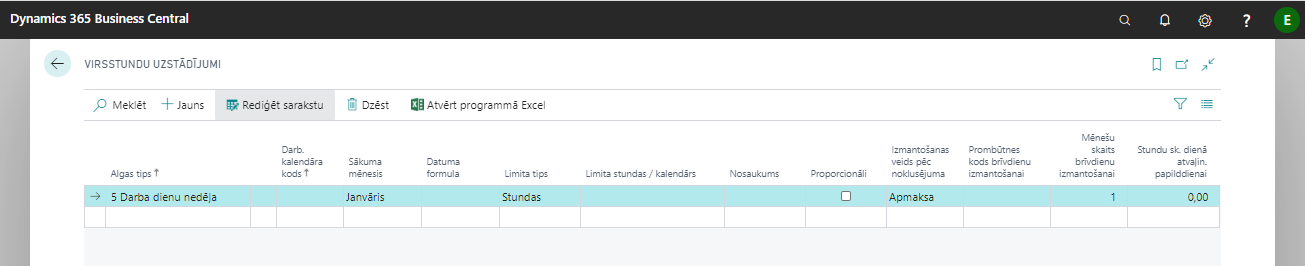 Dynamics 365 Business Central
?
E
VIRSSTUNDU UZSTĀDĪJUMI
Meklēt
Jauns
Rediģēt sarakstu
Dzēst
Atvērt programmā Excel
Algas tips ↑
Darb.
kalendāra
kods ↑
Sākuma
mēnesis
Datuma
formula
Limita tips
Limita stundas / kalendārs
Nosaukums
Proporcionāli
Izmantošanas
veids pēc
noklusējuma
Prombūtnes
kods brīvdienu
izmantošanai
Mēnešu
skaits
brīvdienu
izmantošanai
Stundu sk. dienā
atvaļin.
papilddienai
5 Darba dienu nedēļa
Janvāris
Stundas
Apmaksa
1
0,00